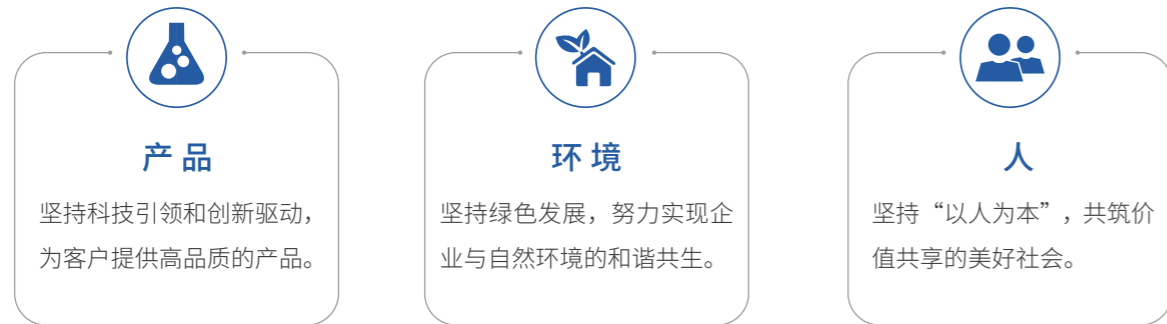 产品
坚持科技引领和创新驱动，
为客户提供高品质的产品。
环境
坚持绿色发展，努力实现企
业与自然环境的和谐共生。
人
坚持“以人为本”，共筑价
值共享的美好社会。